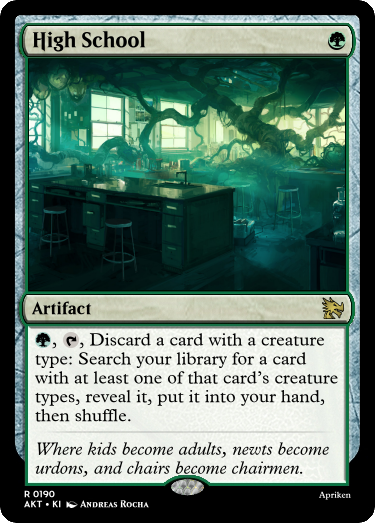 High School
Artifact
, , Discard a card with a creature
type: Search your library for a card
with at least one of that card's creature
types, reveal it, put it into your hand,
then shuffle.
Where kids become adults, newts become
urdons, and chairs become chairmen.
R 0190
AKT • KI Andreas Rocha
Apriken